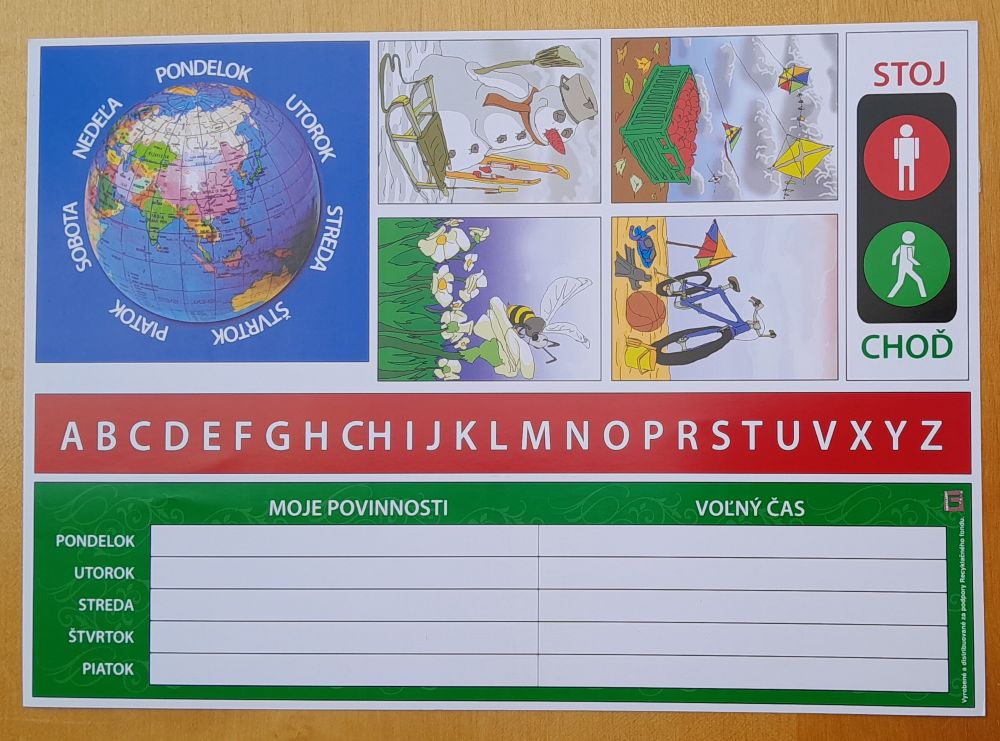 PONDELOK
UTOROK
STREDA
ŠTVRTOK
PIATOK
SOBOTA
NEDEĽA
STOJ
CHOĎ
A B C D E F G H CH I J K L M N O P R S T U V X Y Z
MOJE POVINNOSTI
VOĽNÝ ČAS
PONDELOK
UTOROK
STREDA
ŠTVRTOK
PIATOK
Vyrobené a distribuované za podpory Recyklačného fondu.